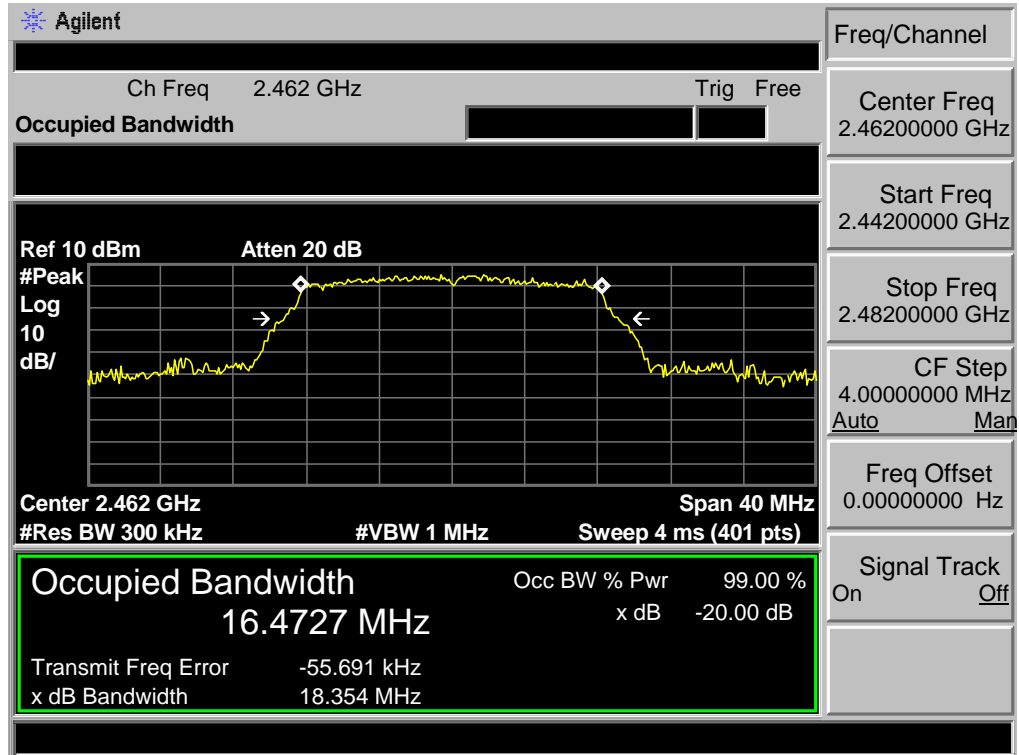 Agilent
Freq/Channel
Ch Freq 2.462 GHz Trig Free
Occupied Bandwidth
Center Freq
2.46200000 GHz
Start Freq
2.44200000 GHz
Stop Freq
2.48200000 GHz
CF Step
4.00000000 MHz
Auto Man
Freq Offset
0.00000000 Hz
Signal Track
On Off
Ref 10 dBm Atten 20 dB
#Peak
Log
10
dB/
Center 2.462 GHz Span 40 MHz
#Res BW 300 kHz #VBW 1 MHz Sweep 4 ms (401 pts)
Occupied Bandwidth
16.4727 MHz
Occ BW % Pwr 99.00 %
x dB -20.00 dB
Transmit Freq Error -55.691 kHz
x dB Bandwidth 18.354 MHz